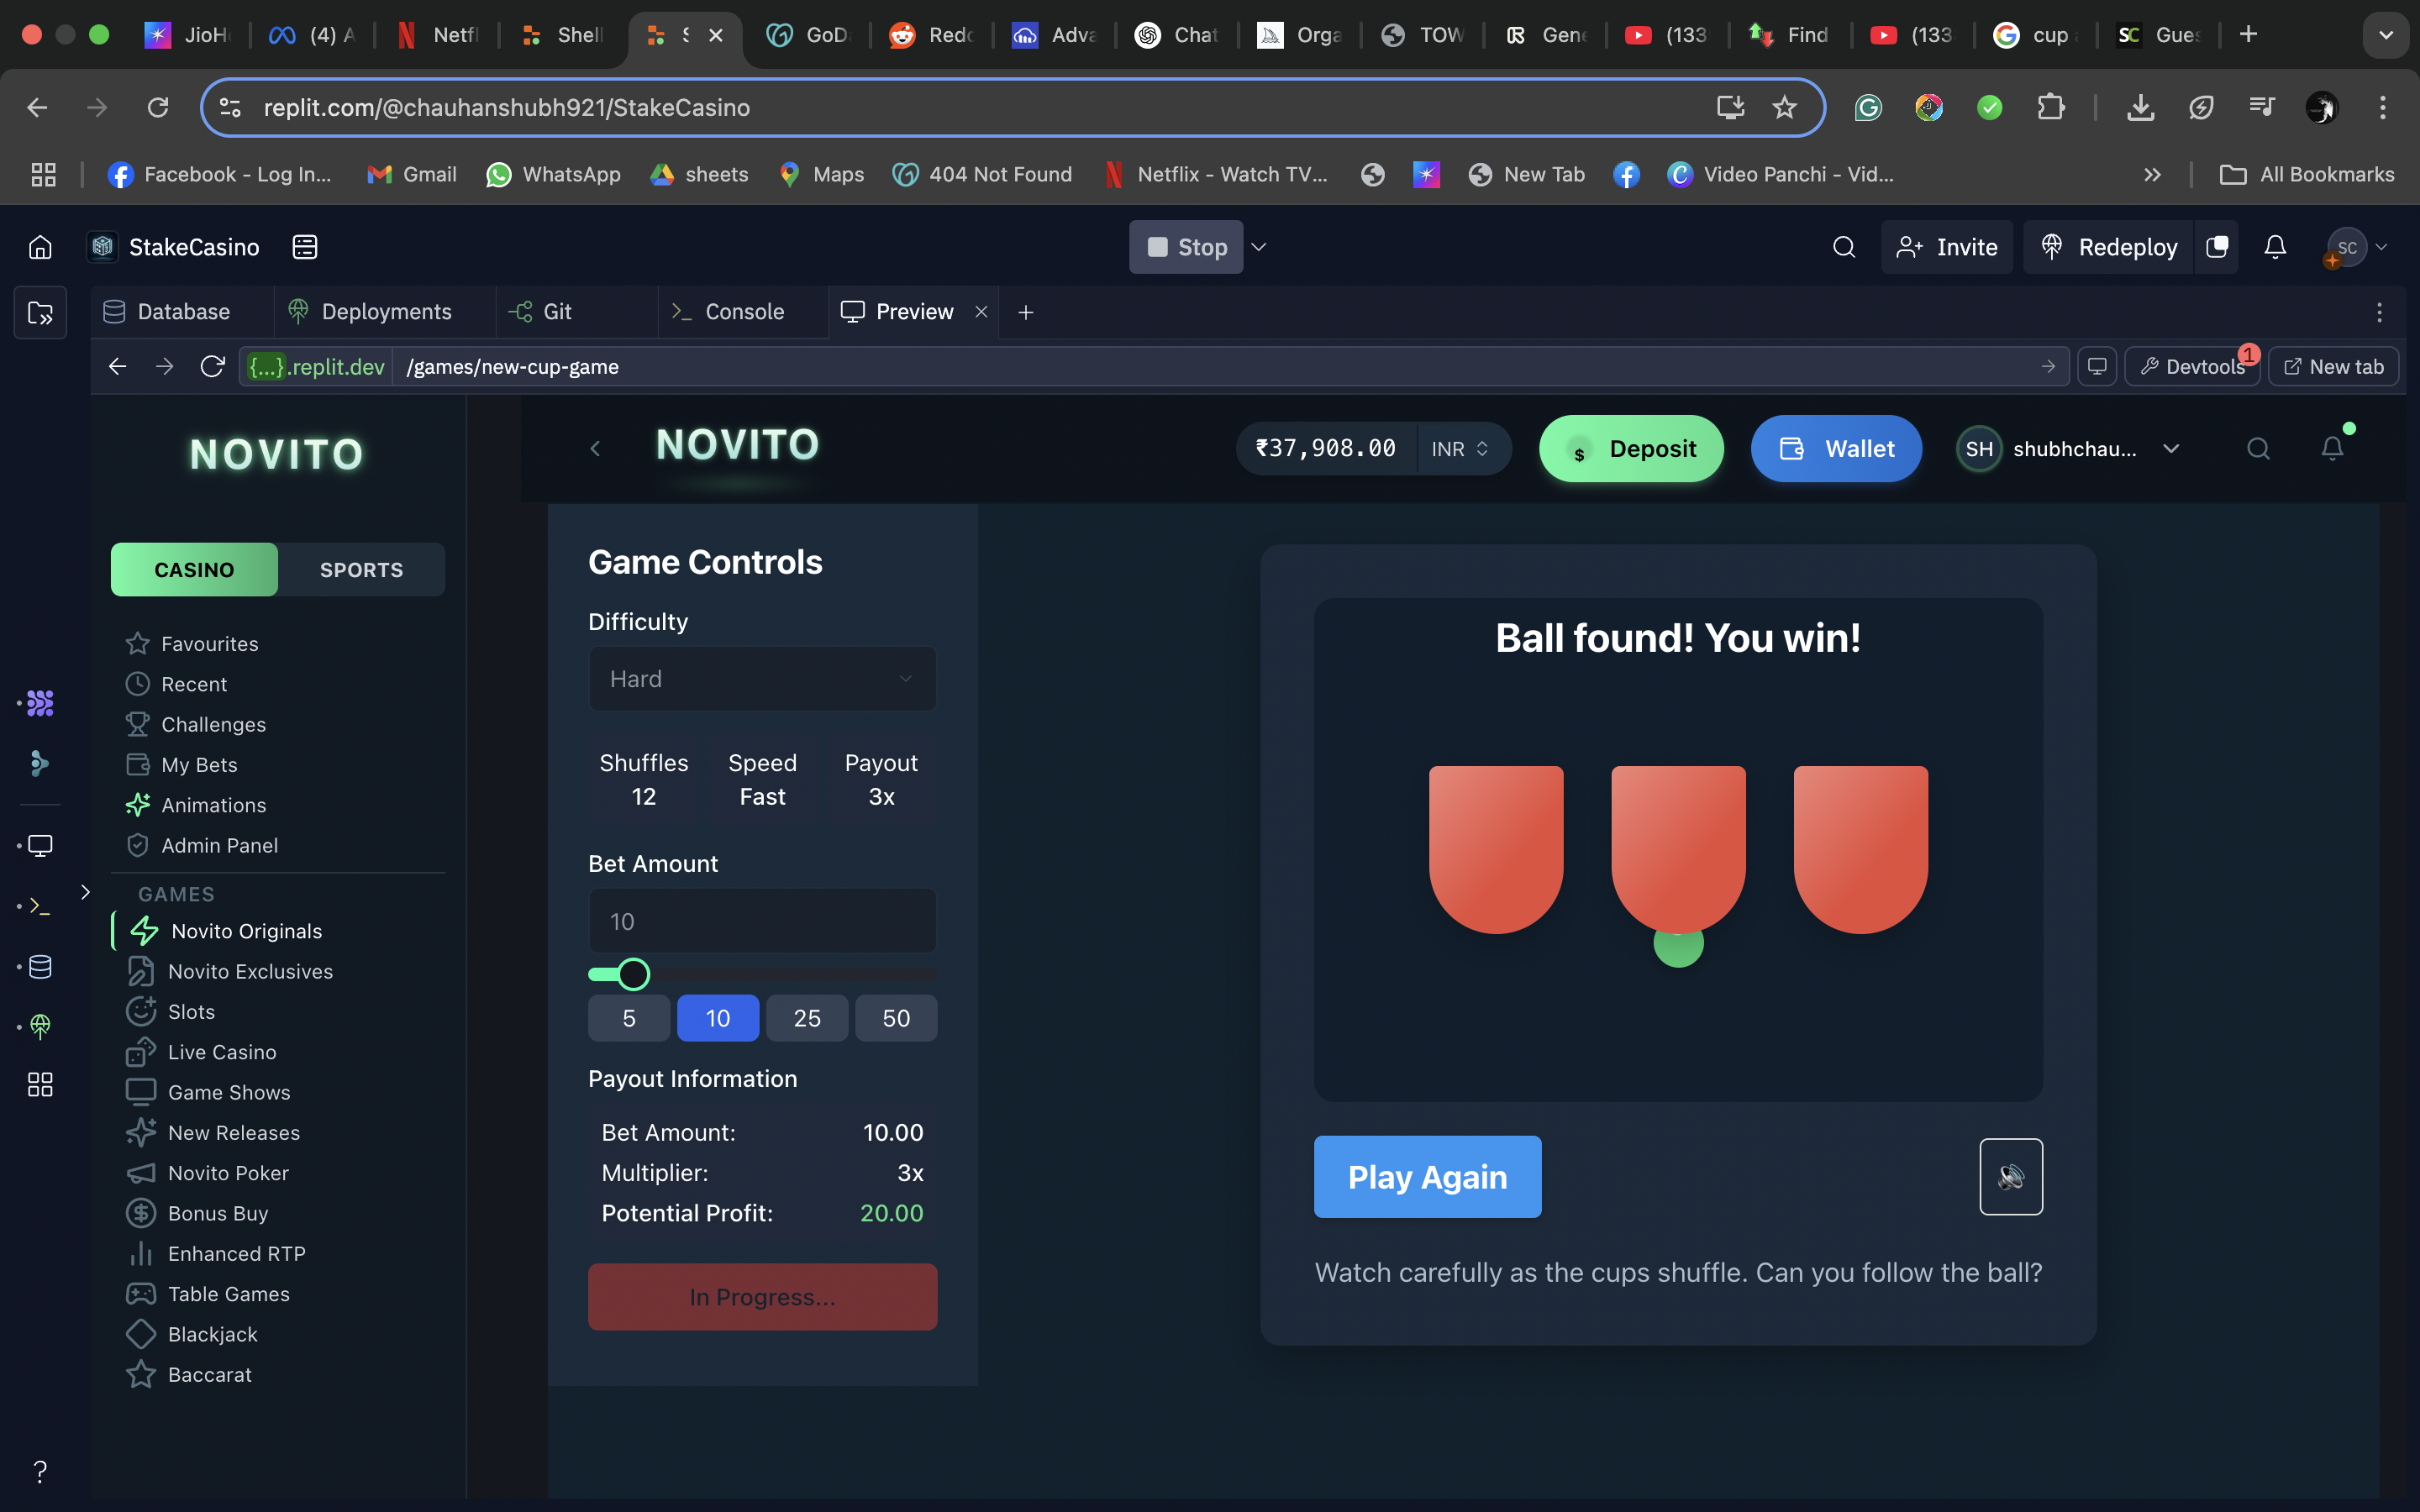 JioH
(4) A
Netfl
Shell
S
GoD
Redc
Adva
Chat
Orga
TOW
Gene
(133
Find
(133
cup
SC Gues
replit.com/@chauhanshubh921/StakeCasino
Facebook - Log In...
Gmail
WhatsApp
sheets
Maps
404 Not Found
Netflix - Watch TV...
New Tab
Video Panchi - Vid...
All Bookmarks
StakeCasino
Stop
Invite
Redeploy
SC
Database
Deployments
Git
Console
Preview
{...}.replit.dev
/games/new-cup-game
Devtools
1
New tab
NOVITO
CASINO
SPORTS
Favourites
Recent
Challenges
My Bets
Animations
Admin Panel
GAMES
Novito Originals
Novito Exclusives
Slots
Live Casino
Game Shows
New Releases
Novito Poker
Bonus Buy
Enhanced RTP
Table Games
Blackjack
Baccarat
NOVITO
₹37,908.00
INR
$ Deposit
Wallet
SH
shubhchau...
Game Controls
Difficulty
Hard
Shuffles Speed Payout
12 Fast 3x
Bet Amount
10
5 10 25 50
Payout Information
Bet Amount: 10.00
Multiplier: 3x
Potential Profit: 20.00
In Progress...
Ball found! You win!
Play Again
Watch carefully as the cups shuffle. Can you follow the ball?